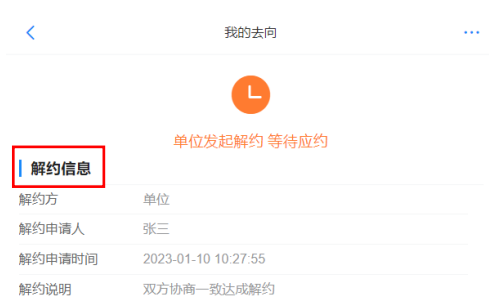 我的去向
单位发起解约 等待应约
解约信息
解约方 单位
解约申请人 张三
解约申请时间 2023-01-10 10:27:55
解约说明 双方协商一致达成解约